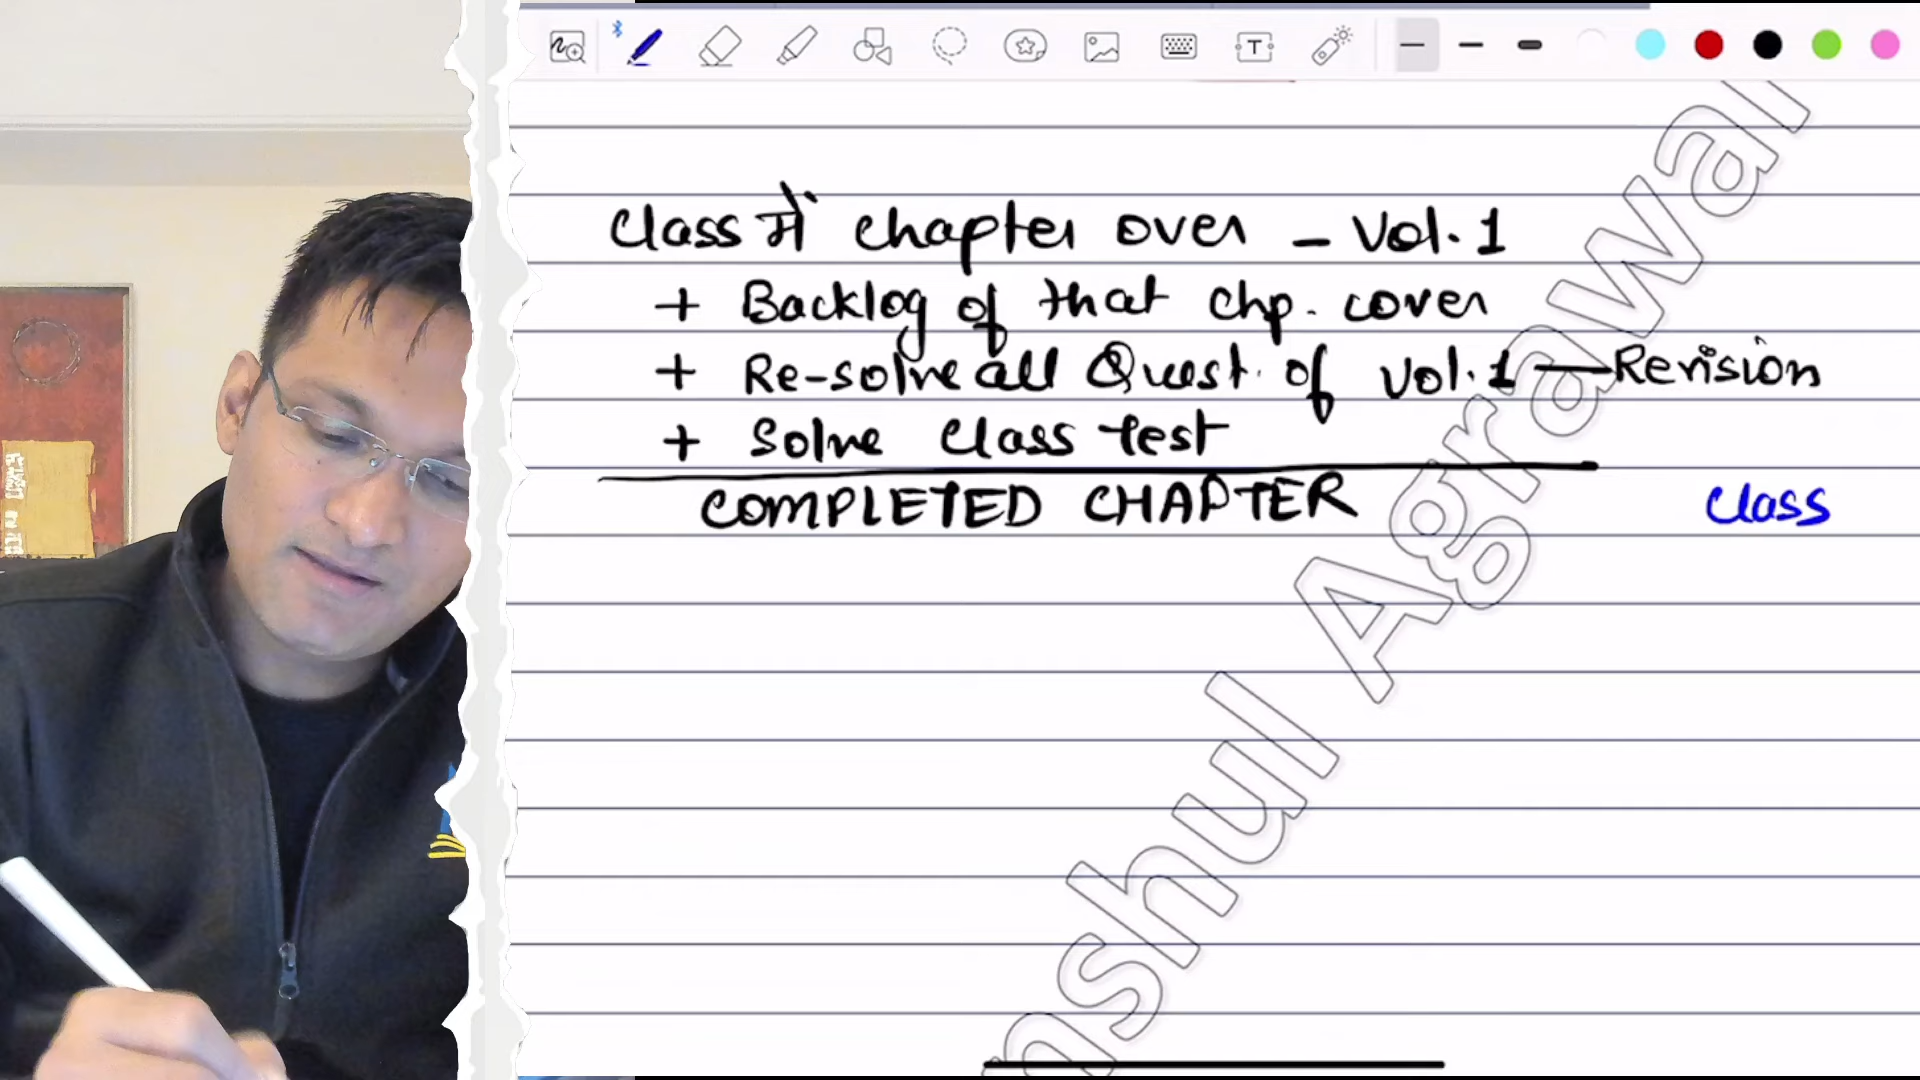 Class में chapter over – Vol. 1
+ Backlog of that chp. cover
+ Re-solve all Quest. of Vol. 1 — Revision
+ Solve Class test
COMPLETED CHAPTER
Class
nshul Agrawal